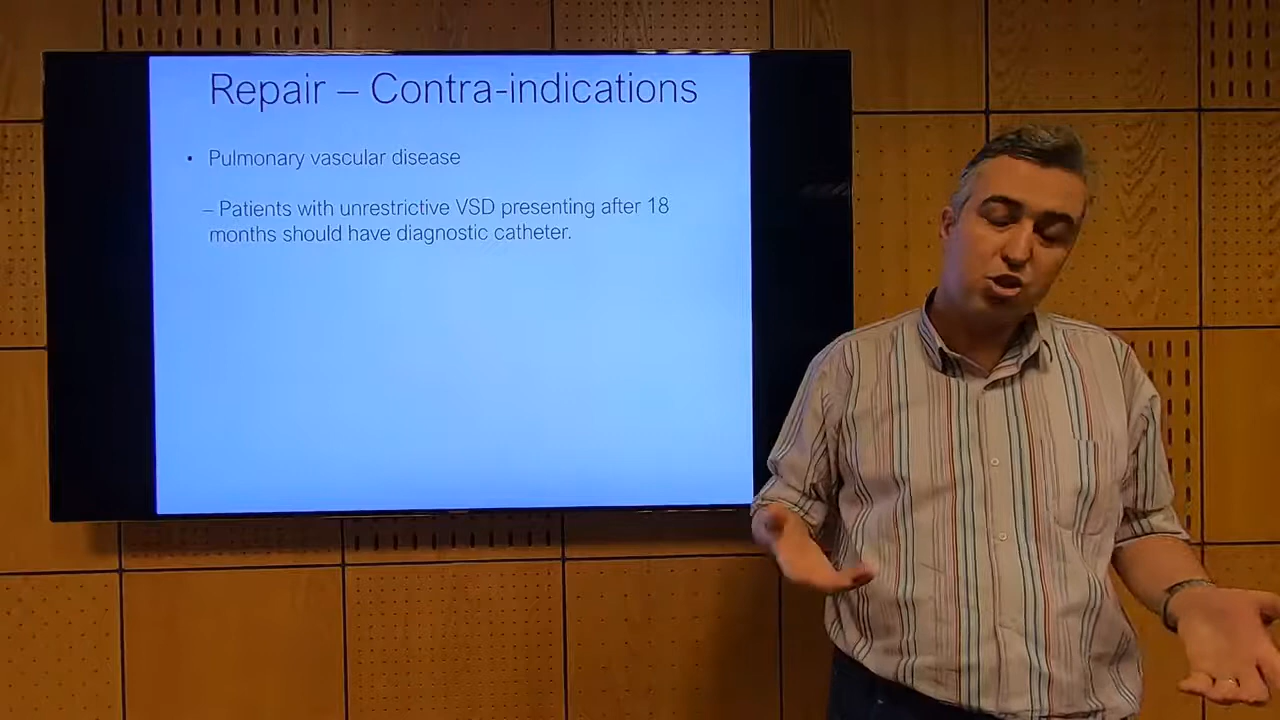 Repair – Contra-indications
• Pulmonary vascular disease
– Patients with unrestrictive VSD presenting after 18
months should have diagnostic catheter.